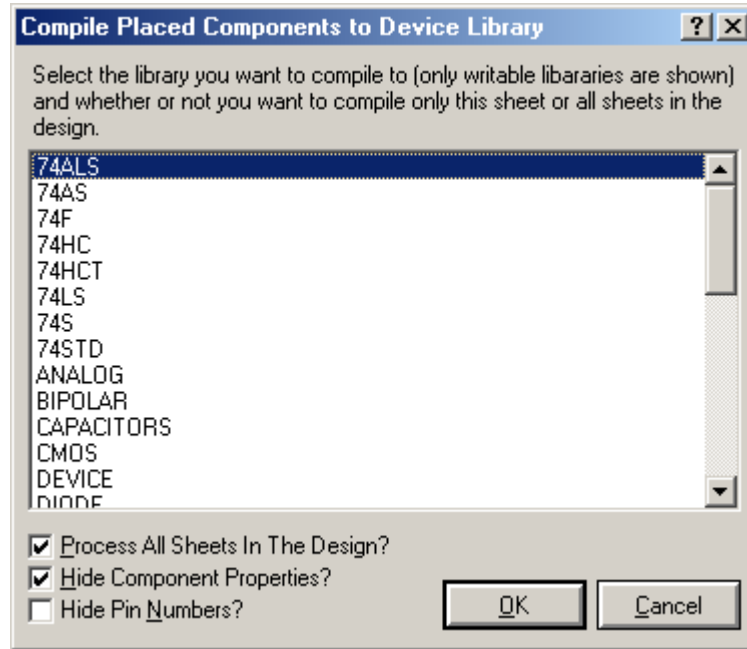 Compile Placed Components to Device Library
Select the library you want to compile to (only writable libararies are shown)
and whether or not you want to compile only this sheet or all sheets in the
design.
74ALS
74AS
74F
74HC
74HCT
74LS
74S
74STD
ANALOG
BIPOLAR
CAPACITORS
CMOS
DEVICE
DIODE
Process All Sheets In The Design?
Hide Component Properties?
Hide Pin Numbers?
OK
Cancel